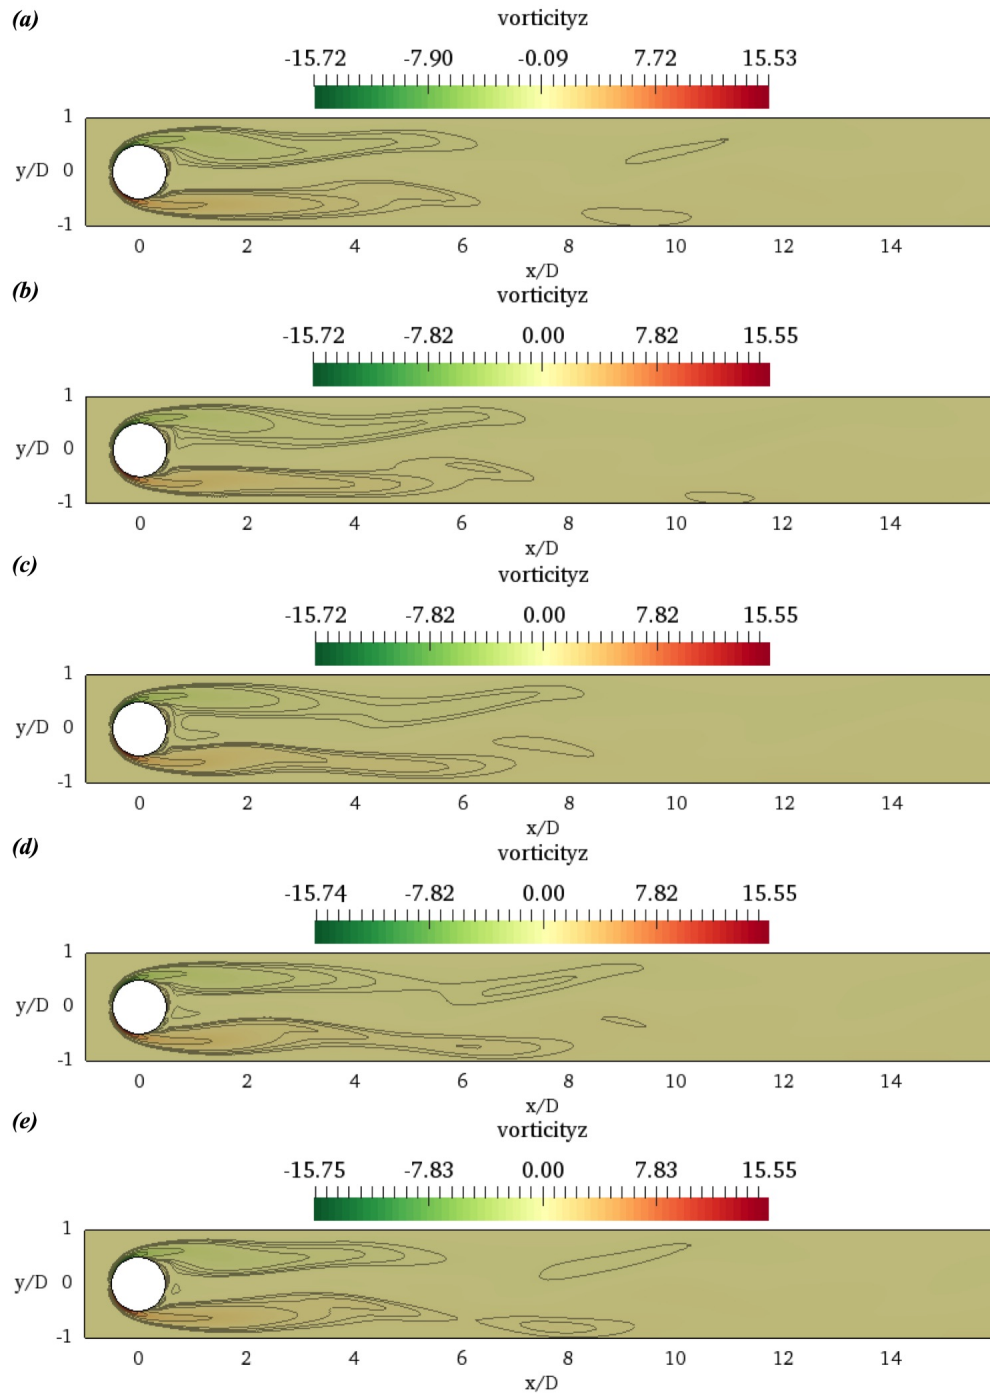 (a)
vorticityz
-15.72 -7.90 -0.09 7.72 15.53
1
y/D 0
-1
0 2 4 6 8 10 12 14
x/D
(b)
vorticityz
-15.72 -7.82 0.00 7.82 15.55
1
y/D 0
-1
0 2 4 6 8 10 12 14
x/D
(c)
vorticityz
-15.72 -7.82 0.00 7.82 15.55
1
y/D 0
-1
0 2 4 6 8 10 12 14
x/D
(d)
vorticityz
-15.74 -7.82 0.00 7.82 15.55
1
y/D 0
-1
0 2 4 6 8 10 12 14
x/D
(e)
vorticityz
-15.75 -7.83 0.00 7.83 15.55
1
y/D 0
-1
0 2 4 6 8 10 12 14
x/D